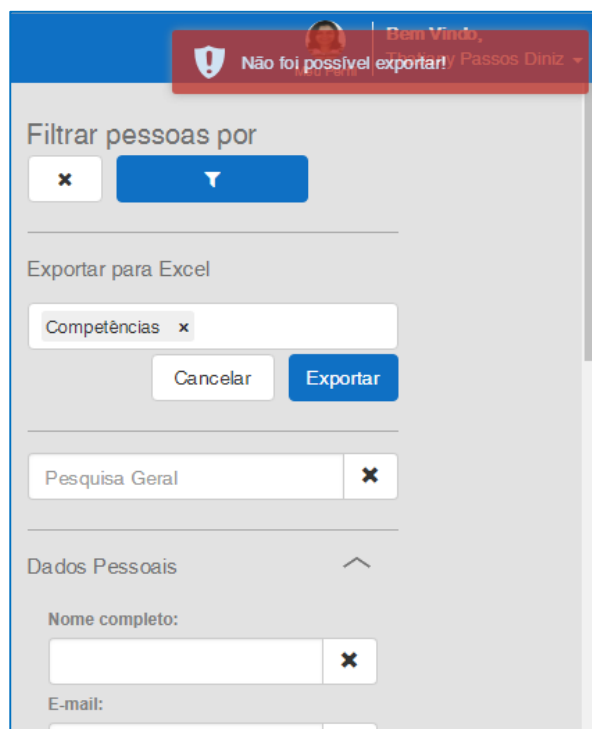 Bem Vindo,
Thatiany Passos Diniz
Meu Perfil
Não foi possível exportar!
Filtrar pessoas por
Exportar para Excel
Competências ×
Cancelar
Exportar
Pesquisa Geral
Dados Pessoais
Nome completo:
E-mail: